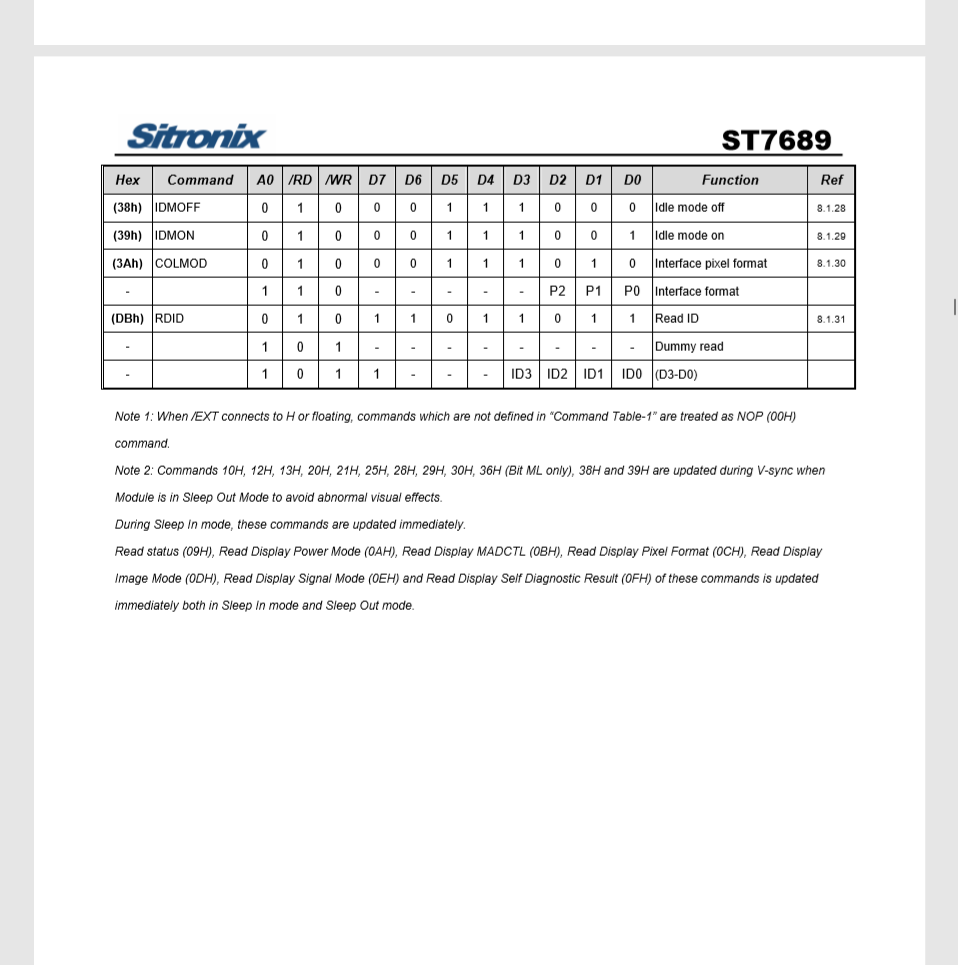 Sitronix ST7689
Hex Command A0 /RD /WR D7 D6 D5 D4 D3 D2 D1 D0 Function Ref
(38h) IDMOFF 0 1 0 0 0 1 1 1 0 0 0 Idle mode off 8.1.28
(39h) IDMON 0 1 0 0 0 1 1 1 0 0 1 Idle mode on 8.1.29
(3Ah) COLMOD 0 1 0 0 0 1 1 1 0 1 0 Interface pixel format 8.1.30
- 1 1 0 - - - - - P2 P1 P0 Interface format
(DBh) RDID 0 1 0 1 1 0 1 1 0 1 1 Read ID 8.1.31
- 1 0 1 - - - - - - - - Dummy read
- 1 0 1 1 - - - ID3 ID2 ID1 ID0 (D3-D0)
Note 1: When /EXT connects to H or floating, commands which are not defined in “Command Table-1” are treated as NOP (00H)
command.
Note 2: Commands 10H, 12H, 13H, 20H, 21H, 25H, 28H, 29H, 30H, 36H (Bit ML only), 38H and 39H are updated during V-sync when
Module is in Sleep Out Mode to avoid abnormal visual effects.
During Sleep In mode, these commands are updated immediately.
Read status (09H), Read Display Power Mode (0AH), Read Display MADCTL (0BH), Read Display Pixel Format (0CH), Read Display
Image Mode (0DH), Read Display Signal Mode (0EH) and Read Display Self Diagnostic Result (0FH) of these commands is updated
immediately both in Sleep In mode and Sleep Out mode.